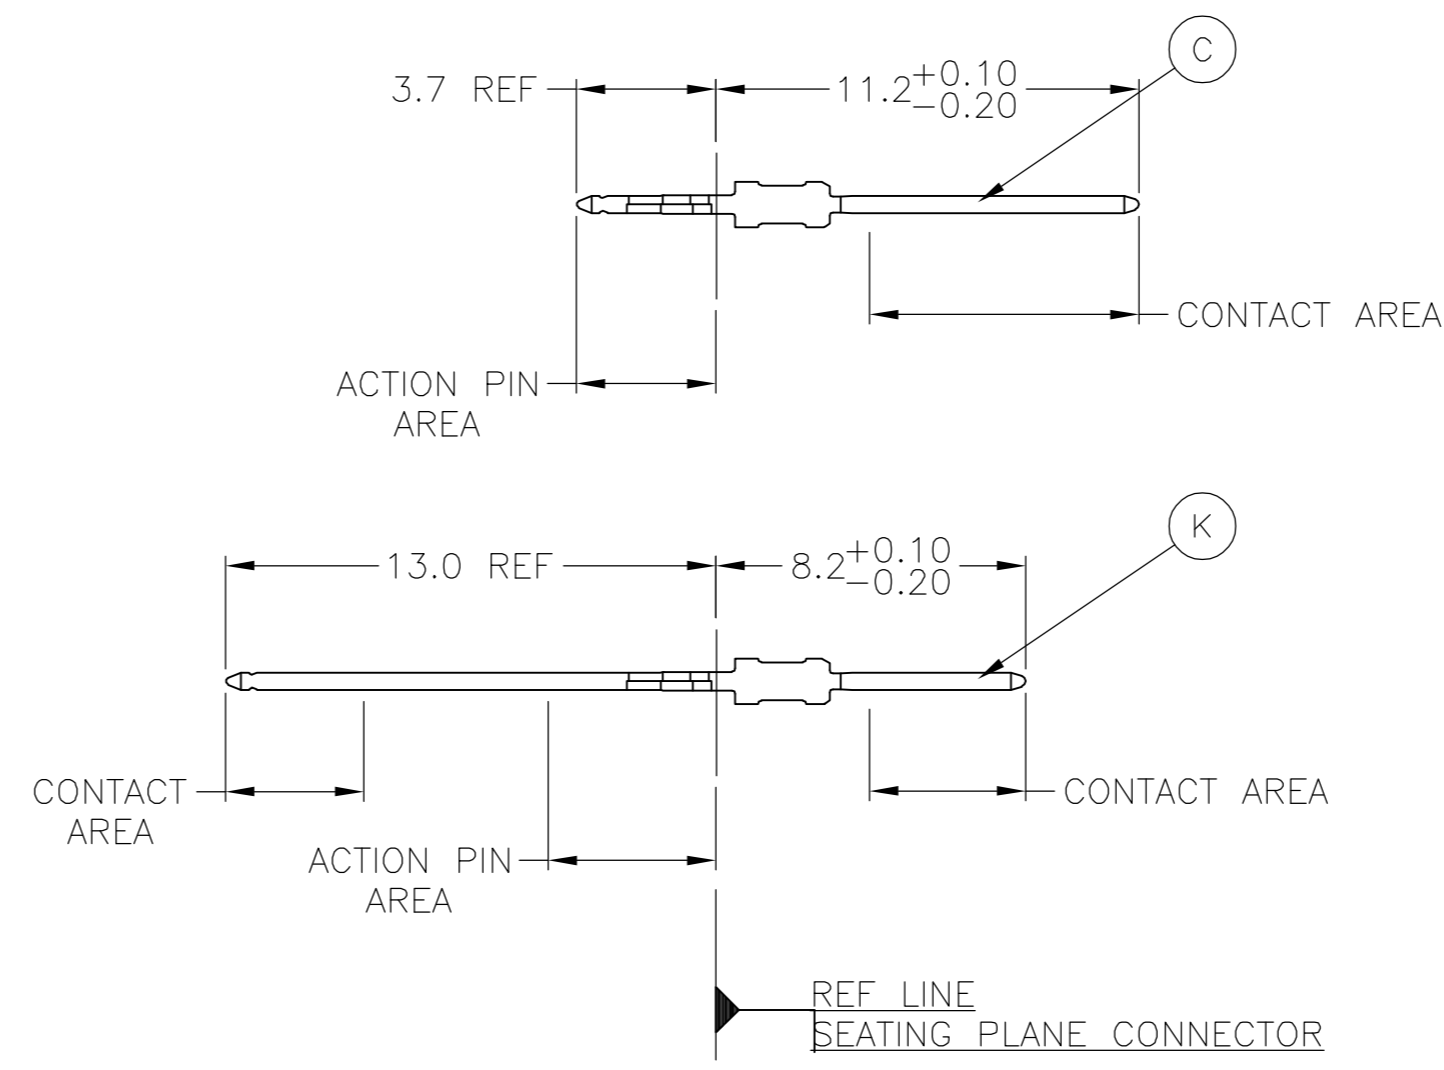 C
3.7 REF
11.2 +0.10
-0.20
CONTACT AREA
ACTION PIN
AREA
K
13.0 REF
8.2 +0.10
-0.20
CONTACT
AREA
CONTACT AREA
ACTION PIN
AREA
REF LINE
SEATING PLANE CONNECTOR